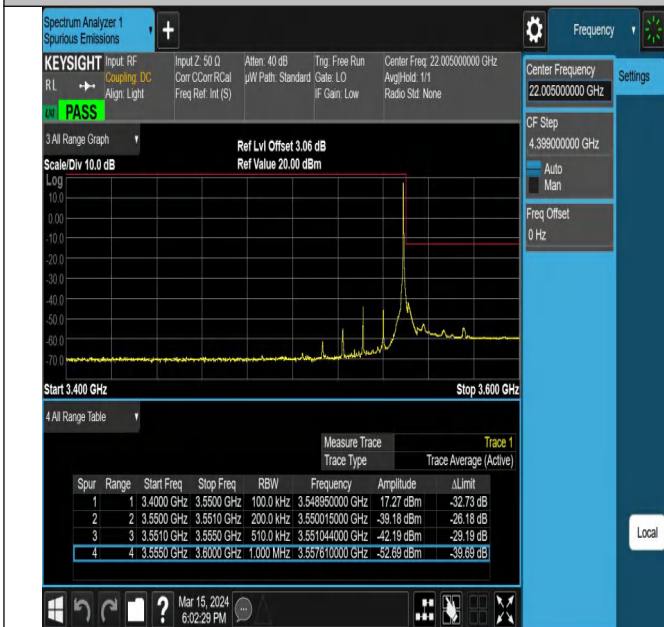 Spectrum Analyzer 1
Spurious Emissions
+
Frequency
KEYSIGHT Input: RF Input Z: 50 Ω Atten: 40 dB Trig: Free Run Center Freq: 22.005000000 GHz
RL Coupling: DC Corr CCorr RCal µW Path: Standard Gate: LO Avg|Hold: 1/1
Align: Light Freq Ref: Int (S) IF Gain: Low Radio Std: None
PASS
Center Frequency
22.005000000 GHz
Settings
CF Step
4.399000000 GHz
Auto
Man
Freq Offset
0 Hz
3 All Range Graph
Ref Lvl Offset 3.06 dB
Scale/Div 10.0 dB Ref Value 20.00 dBm
Log
10.0
0.00
-10.0
-20.0
-30.0
-40.0
-50.0
-60.0
-70.0
Start 3.400 GHz Stop 3.600 GHz
4 All Range Table
Measure Trace Trace 1
Trace Type Trace Average (Active)
Spur Range Start Freq Stop Freq RBW Frequency Amplitude ΔLimit
1 1 3.4000 GHz 3.5500 GHz 100.0 kHz 3.548950000 GHz 17.27 dBm -32.73 dB
2 2 3.5500 GHz 3.5510 GHz 200.0 kHz 3.550015000 GHz -39.18 dBm -26.18 dB
3 3 3.5510 GHz 3.5550 GHz 510.0 kHz 3.551044000 GHz -42.19 dBm -29.19 dB
4 4 3.5550 GHz 3.6000 GHz 1.000 MHz 3.557610000 GHz -52.69 dBm -39.69 dB
Local
? Mar 15, 2024
6:02:29 PM